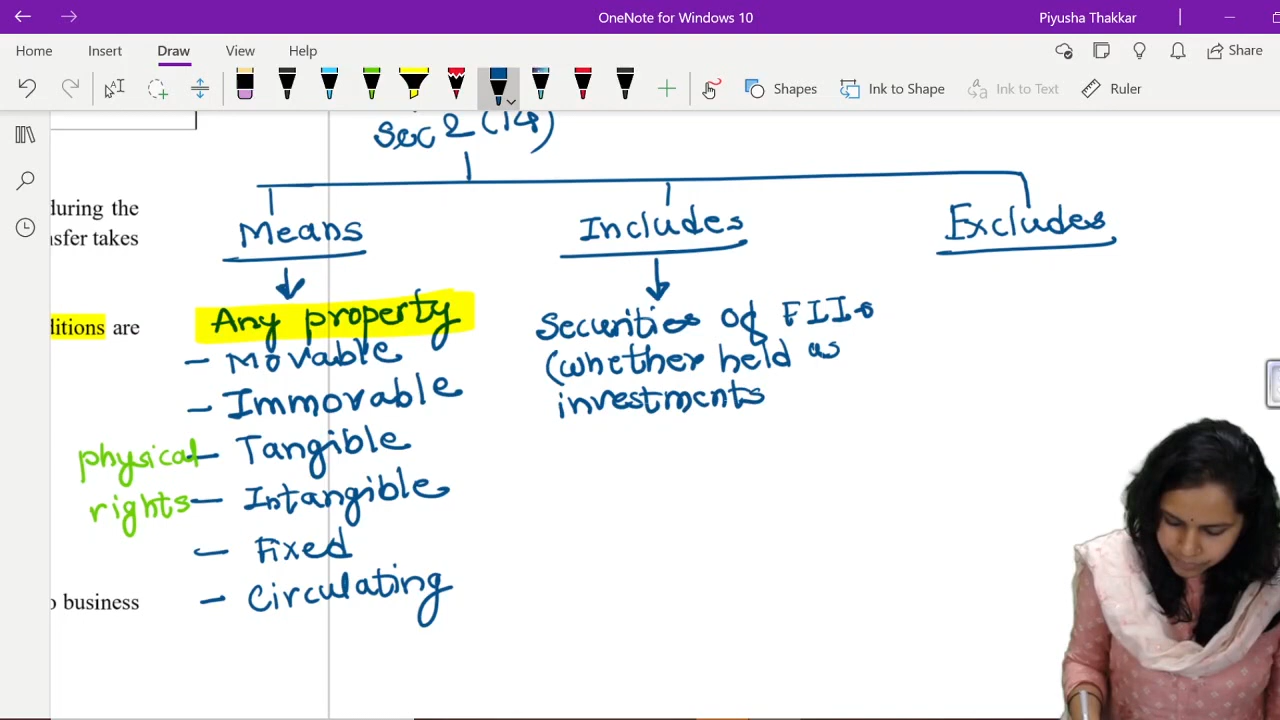 OneNote for Windows 10
Piyusha Thakkar
Home Insert Draw View Help
Share
Shapes Ink to Shape Ink to Text Ruler
Sec 2 (14)
Means
Includes
Excludes
Any property
- Movable
- Immovable
- Tangible
- Intangible
- Fixed
- Circulating
physical
rights
Securities of FIIs
(whether held as
investments
during the
nsfer takes
ditions are
o business